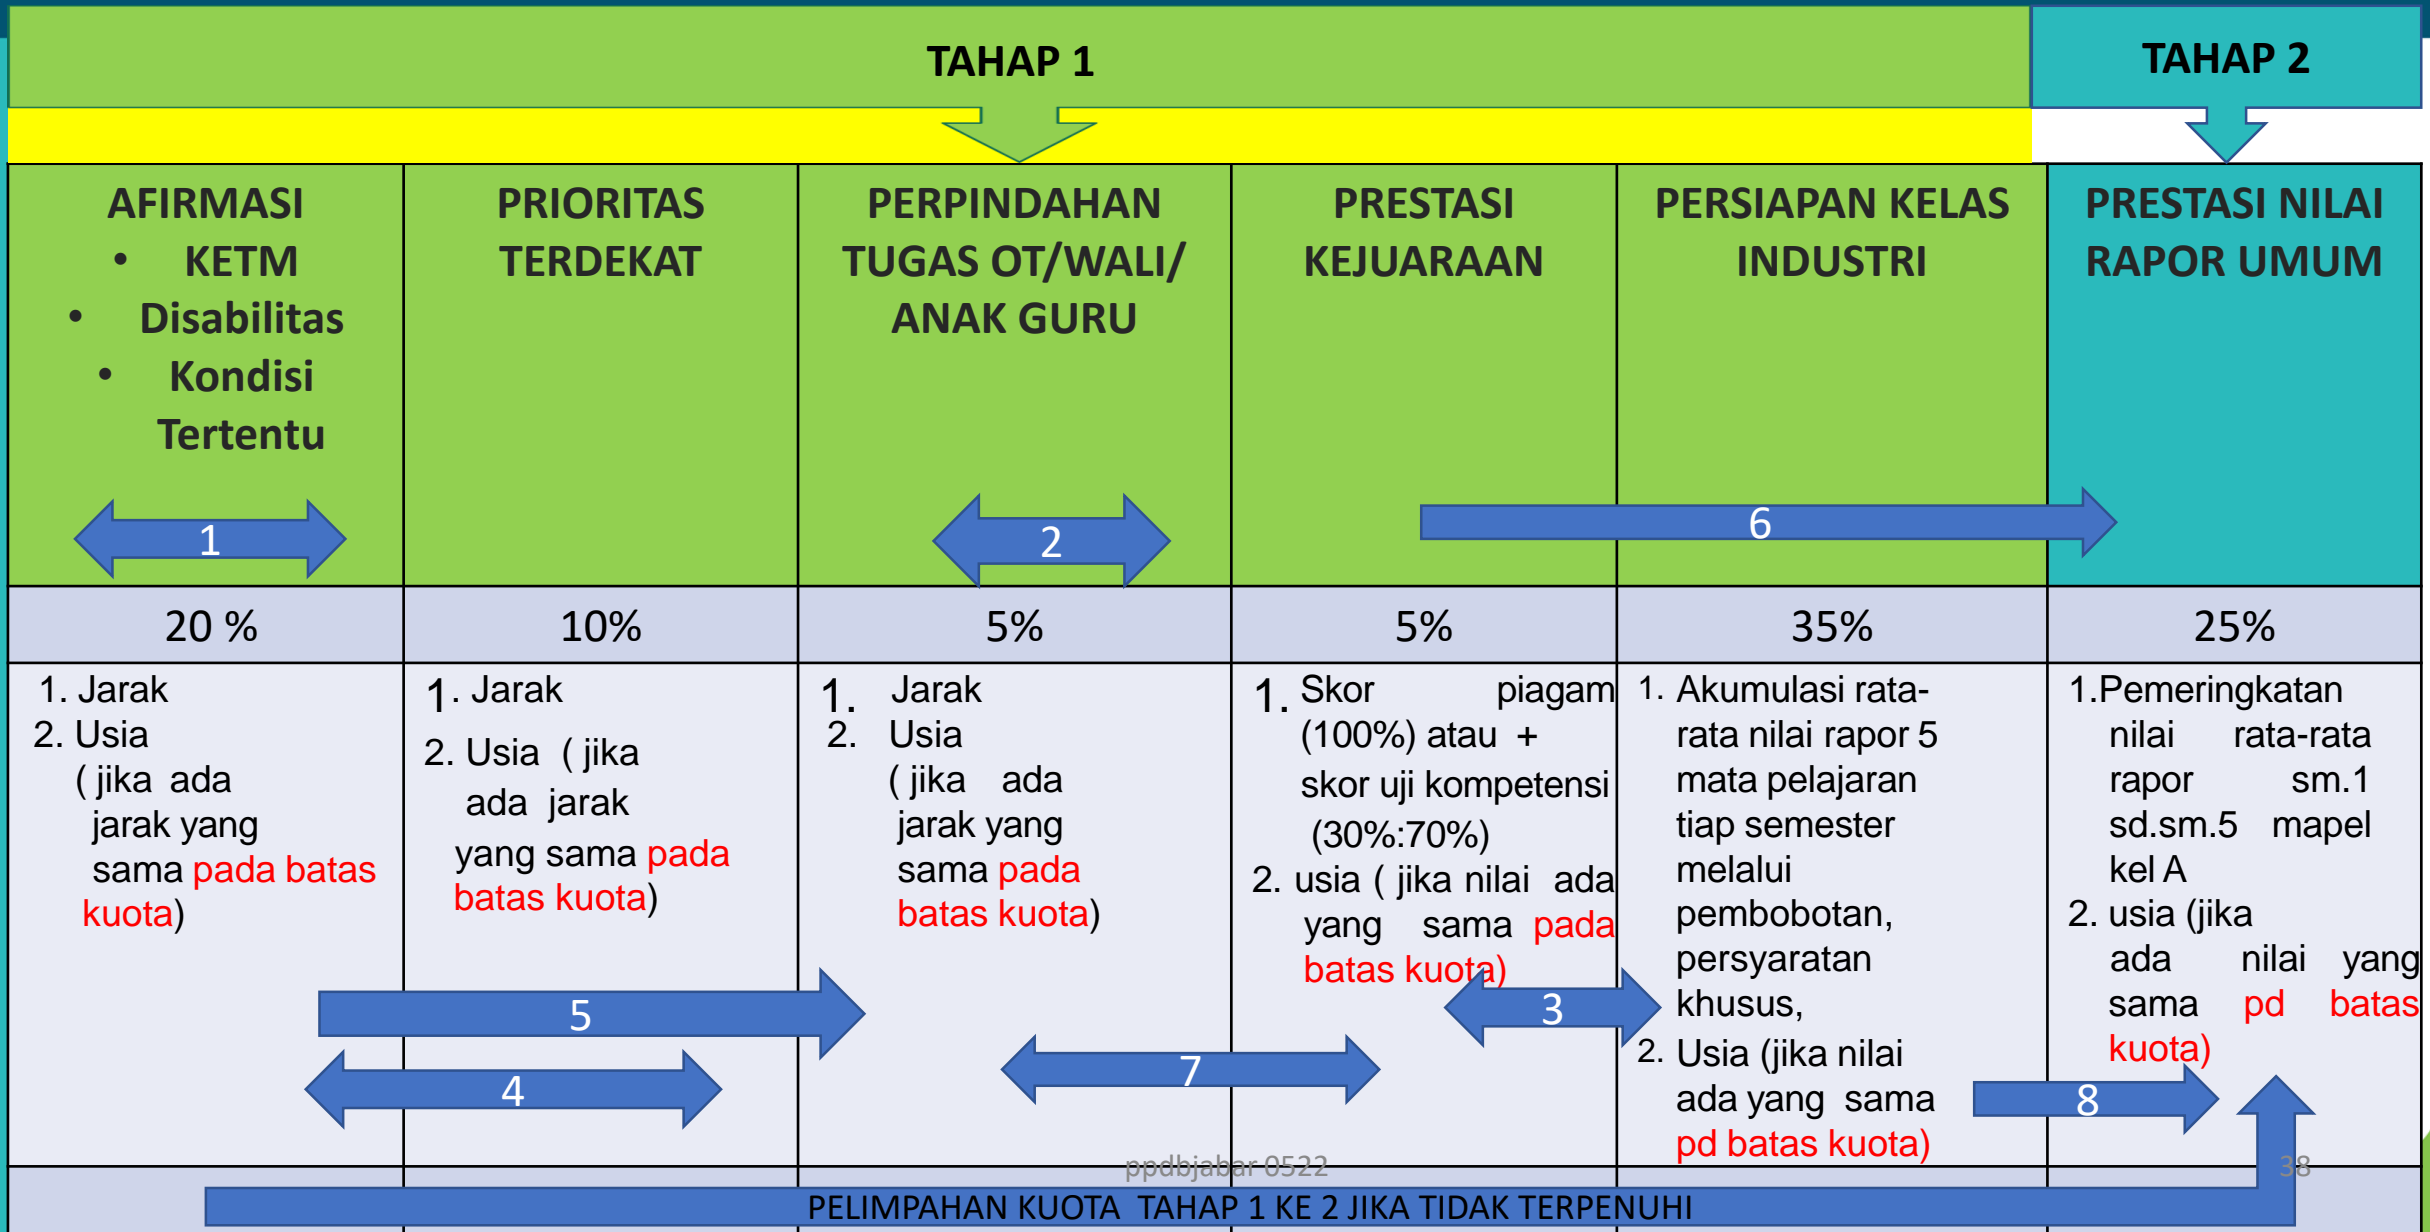 TAHAP 1
TAHAP 2
AFIRMASI
• KETM
• Disabilitas
• Kondisi
Tertentu
PRIORITAS
TERDEKAT
PERPINDAHAN
TUGAS OT/WALI/
ANAK GURU
PRESTASI
KEJUARAAN
PERSIAPAN KELAS
INDUSTRI
PRESTASI NILAI
RAPOR UMUM
1
2
6
20 %
10%
5%
5%
35%
25%
1. Jarak
2. Usia
( jika ada
jarak yang
sama pada batas
kuota)
1. Jarak
2. Usia ( jika
ada jarak
yang sama pada
batas kuota)
1. Jarak
2. Usia
( jika ada
jarak yang
sama pada
batas kuota)
1. Skor piagam
(100%) atau +
skor uji kompetensi
(30%:70%)
2. usia ( jika nilai ada
yang sama pada
batas kuota)
1. Akumulasi rata-
rata nilai rapor 5
mata pelajaran
tiap semester
melalui
pembobotan,
persyaratan
khusus,
2. Usia (jika nilai
ada yang sama
pd batas kuota)
1.Pemeringkatan
nilai rata-rata
rapor sm.1
sd.sm.5 mapel
kel A
2. usia (jika
ada nilai yang
sama pd batas
kuota)
5
3
4
7
8
ppdbjabar 0522
38
PELIMPAHAN KUOTA TAHAP 1 KE 2 JIKA TIDAK TERPENUHI